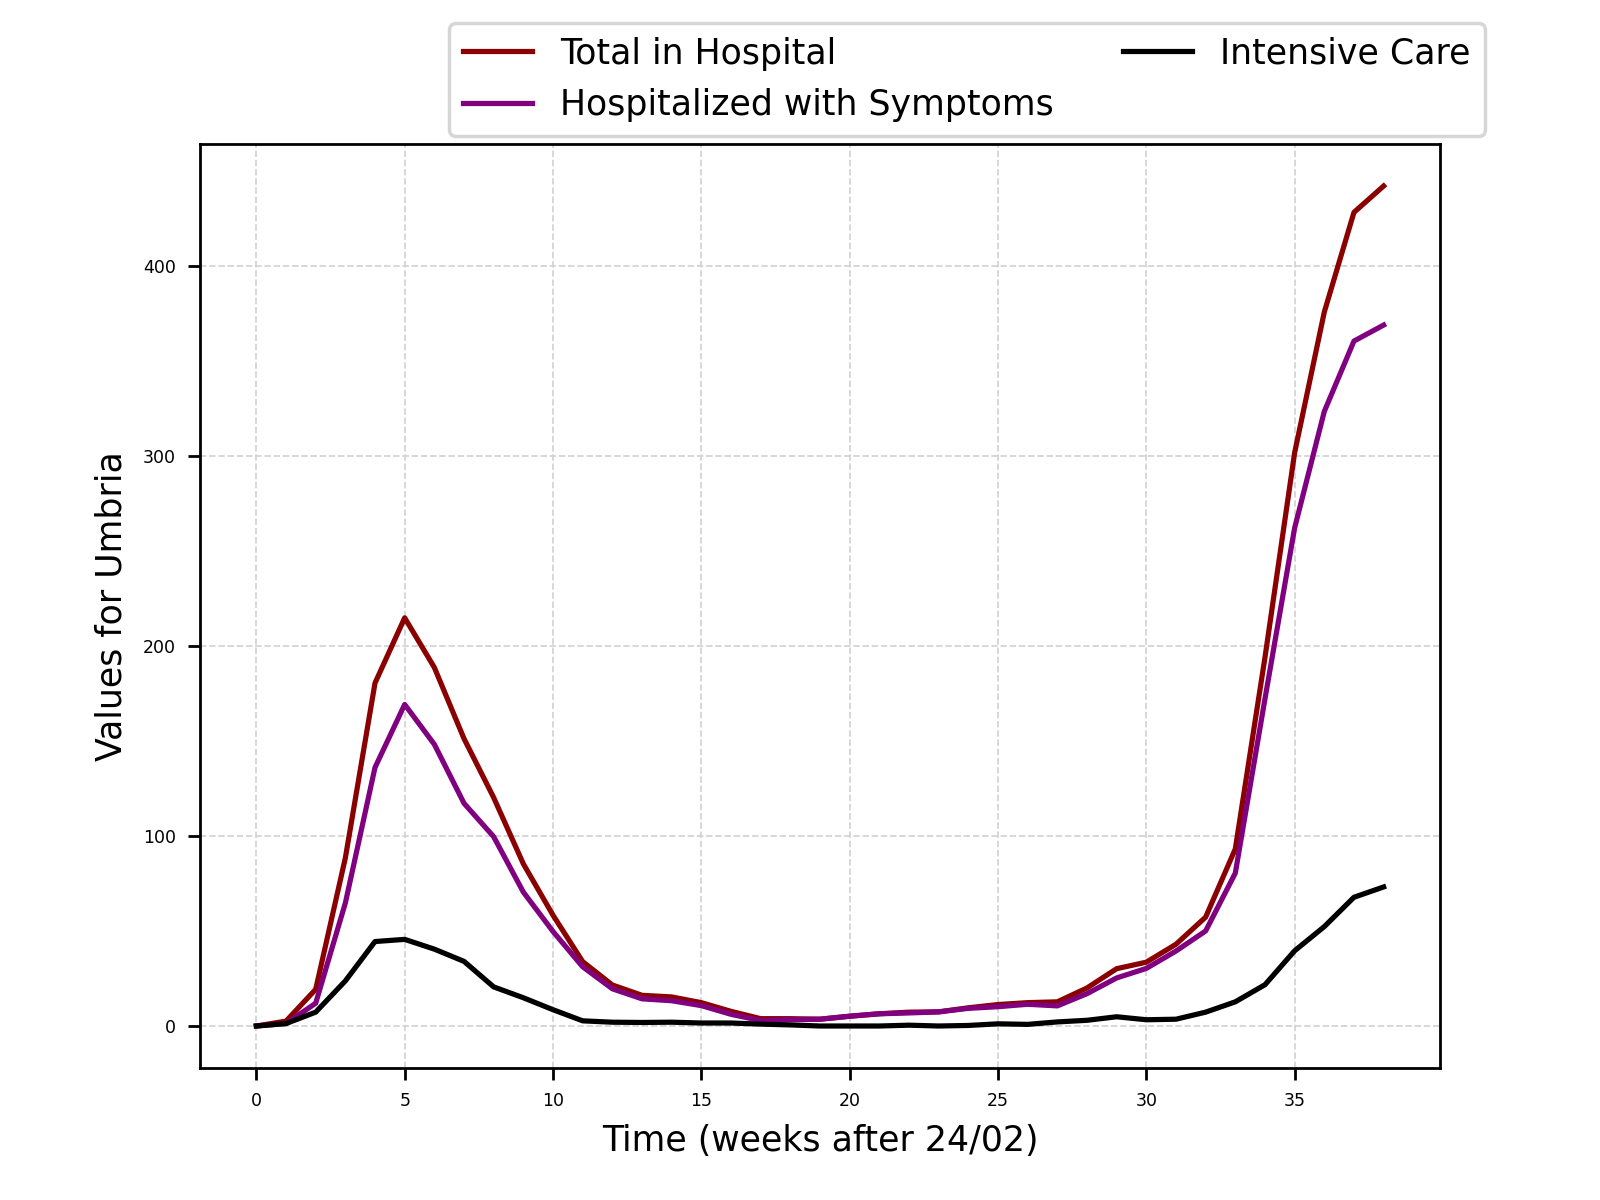 Total in Hospital
Hospitalized with Symptoms
Intensive Care
Values for Umbria
400
300
200
100
0
0 5 10 15 20 25 30 35
Time (weeks after 24/02)